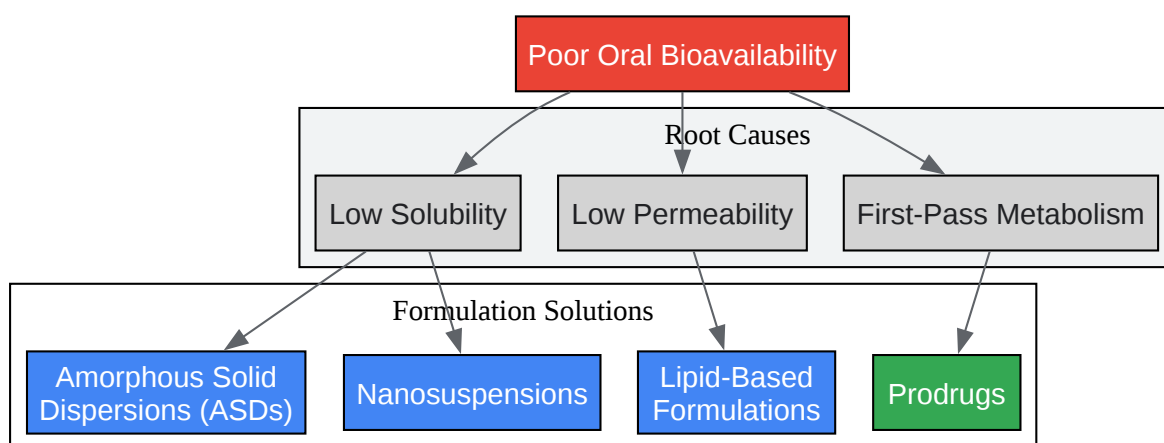 Poor Oral Bioavailability
Root Causes
Low Solubility
Low Permeability
First-Pass Metabolism
Formulation Solutions
Amorphous Solid
Dispersions (ASDs)
Nanosuspensions
Lipid-Based
Formulations
Prodrugs